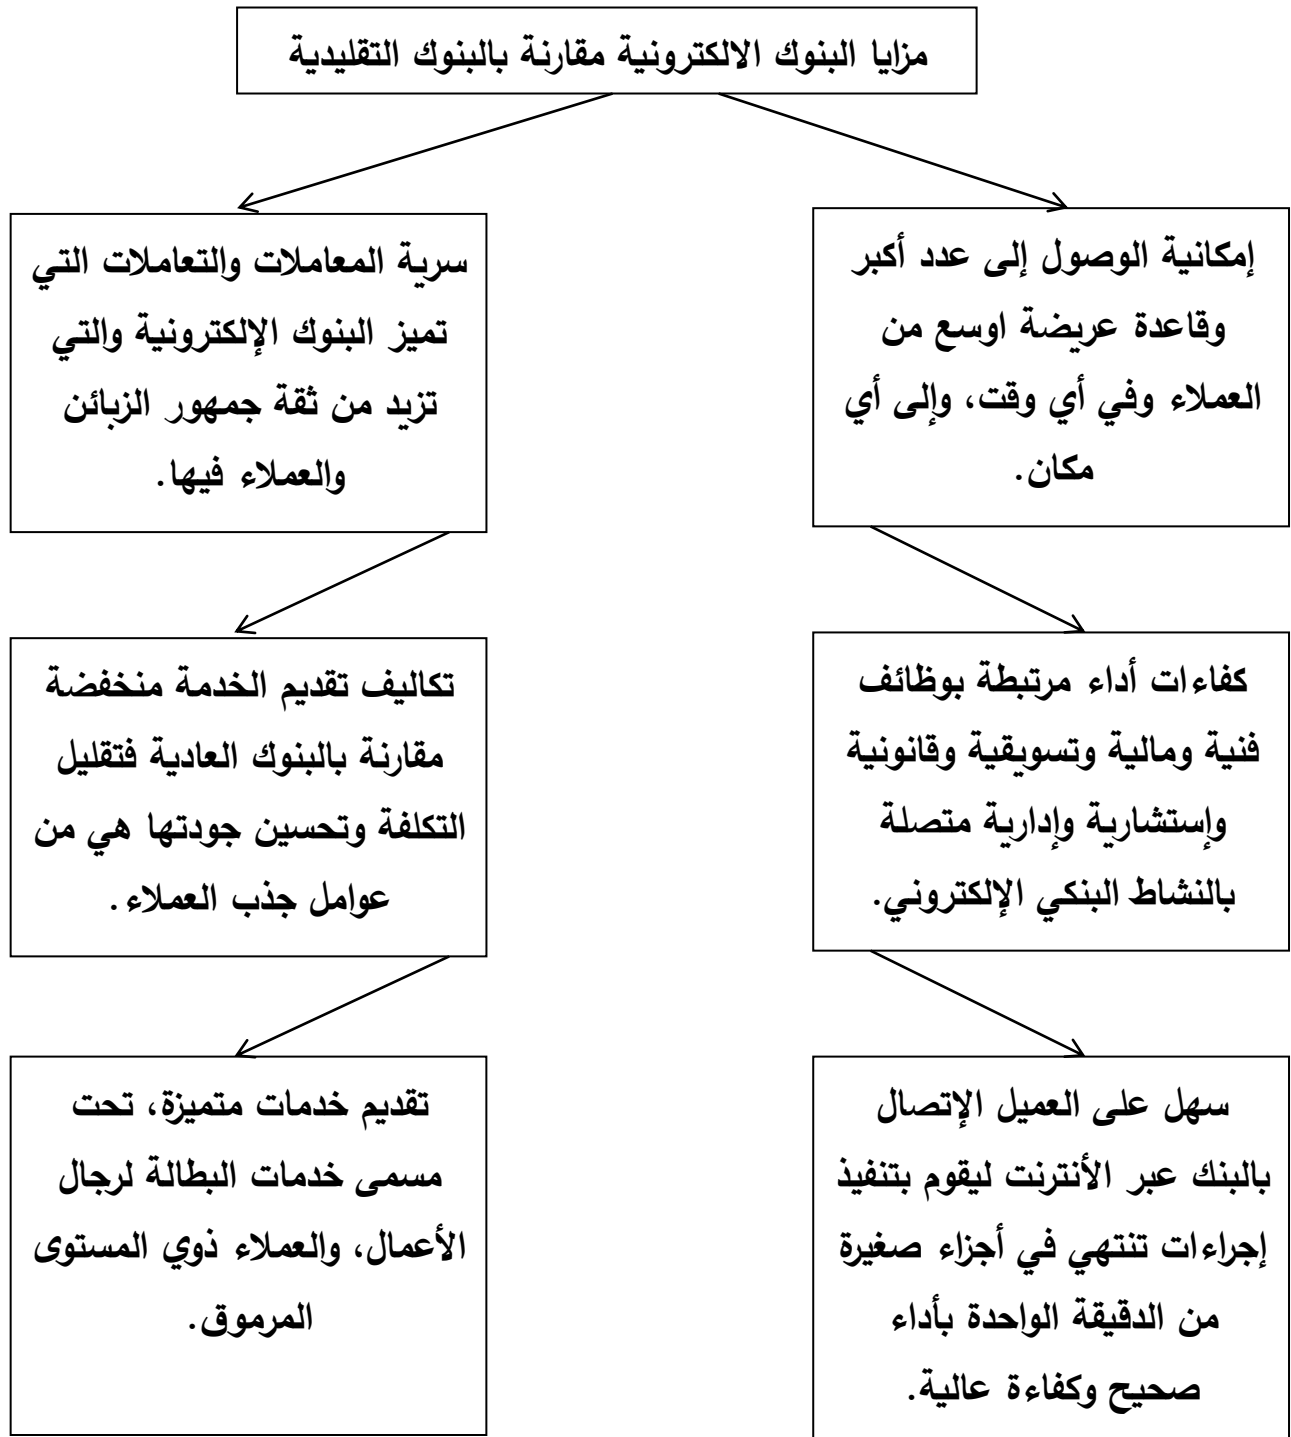 مزايا البنوك الالكترونية مقارنة بالبنوك التقليدية
إمكانية الوصول إلى عدد أكبر
وقاعدة عريضة اوسع من
العملاء وفي أي وقت، وإلى أي
مكان.
سرية المعاملات والتعاملات التي
تميز البنوك الإلكترونية والتي
تزيد من ثقة جمهور الزبائن
والعملاء فيها.
كفاءات أداء مرتبطة بوظائف
فنية ومالية وتسويقية وقانونية
وإستشارية وإدارية متصلة
بالنشاط البنكي الإلكتروني.
تكاليف تقديم الخدمة منخفضة
مقارنة بالبنوك العادية فتقليل
التكلفة وتحسين جودتها هي من
عوامل جذب العملاء.
سهل على العميل الإتصال
بالبنك عبر الأنترنت ليقوم بتنفيذ
إجراءات تنتهي في أجزاء صغيرة
من الدقيقة الواحدة بأداء
صحيح وكفاءة عالية.
تقديم خدمات متميزة، تحت
مسمى خدمات البطالة لرجال
الأعمال، والعملاء ذوي المستوى
المرموق.